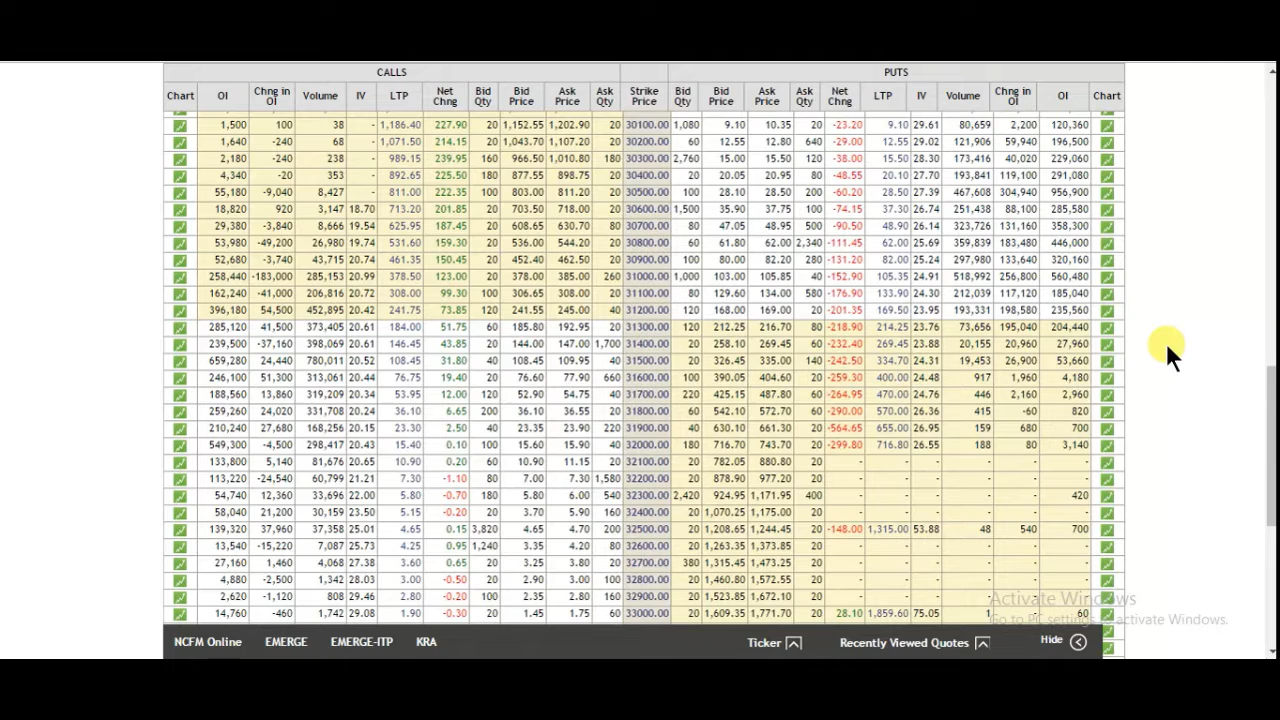 CALLS PUTS
Chart OI Chng in OI Volume IV LTP Net Chng Bid Qty Bid Price Ask Price Ask Qty Strike Price Bid Qty Bid Price Ask Price Ask Qty Net Chng LTP IV Volume Chng in OI OI Chart
1,500 100 38 - 1,186.40 227.90 20 1,152.55 1,202.90 20 30100.00 1,080 9.10 10.35 20 -23.20 9.10 29.61 80,659 2,200 120,360
1,640 -240 68 - 1,071.50 214.15 20 1,043.70 1,107.20 20 30200.00 60 12.55 12.80 640 -29.00 12.55 29.02 121,806 59,940 196,500
2,180 -240 238 - 989.15 239.95 160 966.50 1,010.80 180 30300.00 2,760 15.00 15.50 120 -38.00 15.50 28.30 173,416 40,020 229,060
4,340 -20 353 - 892.65 225.50 180 877.55 898.75 20 30400.00 20 20.05 20.95 80 -48.55 20.10 27.70 193,841 119,100 291,080
55,180 -9,040 8,427 - 811.00 222.35 100 803.00 811.20 20 30500.00 100 28.10 28.50 200 -60.20 28.50 27.39 467,608 304,940 956,900
18,820 920 3,147 18.70 713.20 201.85 20 703.50 718.00 20 30600.00 1,500 35.90 37.75 100 -74.15 37.30 26.74 251,438 88,100 285,580
29,380 -3,840 8,666 19.54 625.95 187.45 20 608.65 630.70 80 30700.00 80 47.05 48.95 500 -90.50 48.90 26.14 323,726 131,160 358,300
53,980 -49,200 26,980 19.74 531.60 159.30 20 536.00 544.20 20 30800.00 60 61.80 62.00 2,340 -111.45 62.00 25.69 359,839 183,480 446,000
52,680 -3,740 43,715 20.74 461.35 150.45 20 452.40 462.50 20 30900.00 100 80.00 82.20 280 -131.20 82.00 25.24 297,980 133,640 320,160
258,440 -183,000 285,153 20.99 378.50 123.00 20 378.00 385.00 260 31000.00 1,000 103.00 105.85 40 -152.90 105.35 24.91 518,992 256,800 560,480
162,240 -41,000 206,816 20.72 308.00 99.30 100 306.65 308.00 20 31100.00 80 129.60 134.00 580 -176.90 133.90 24.30 212,039 117,120 185,040
396,180 54,500 452,895 20.42 241.75 73.85 120 241.55 245.00 40 31200.00 120 168.00 169.00 20 -201.35 169.50 23.95 193,331 198,580 235,560
285,120 41,500 373,405 20.61 184.00 51.75 60 185.80 192.95 20 31300.00 120 212.25 216.70 80 -218.90 214.25 23.76 73,656 195,040 204,440
239,500 -37,160 398,069 20.61 146.45 43.85 20 144.00 147.00 1,700 31400.00 20 258.10 269.45 60 -232.40 269.45 23.88 20,155 20,960 27,960
659,280 24,440 780,011 20.52 108.45 31.80 40 108.45 109.95 40 31500.00 20 326.45 335.00 140 -242.50 334.70 24.31 19,453 26,900 53,660
246,100 51,300 313,061 20.44 76.75 19.40 20 76.60 77.90 660 31600.00 100 390.05 404.60 20 -259.30 400.00 24.48 917 1,960 4,180
188,560 13,860 319,209 20.34 53.95 12.00 120 52.90 54.75 40 31700.00 220 425.15 487.80 60 -264.95 470.00 24.76 446 2,160 2,960
259,260 24,020 331,708 20.24 36.10 6.65 200 36.10 36.55 20 31800.00 60 542.10 572.70 60 -290.00 570.00 26.36 415 -60 820
210,240 27,680 168,256 20.15 23.30 2.50 40 23.35 23.90 220 31900.00 40 630.10 661.30 20 -564.65 655.00 26.95 159 680 700
549,300 -4,500 298,417 20.43 15.40 0.10 100 15.60 15.90 40 32000.00 180 716.70 743.70 20 -299.80 716.80 26.55 188 80 3,140
133,800 5,140 81,676 20.65 10.90 0.20 60 10.90 11.15 20 32100.00 20 782.05 880.80 20 - - - - - -
113,220 -24,540 60,799 21.21 7.30 -1.10 80 7.00 7.30 1,580 32200.00 20 878.90 977.20 20 - - - - - -
54,740 12,360 33,696 22.00 5.80 -0.70 180 5.80 6.00 540 32300.00 2,420 924.95 1,171.95 400 - - - - - 420
58,040 21,200 30,159 23.50 5.15 -0.20 20 3.70 5.90 160 32400.00 20 1,070.25 1,175.00 20 - - - - - -
139,320 37,960 37,358 25.01 4.65 0.15 3,820 4.65 4.70 200 32500.00 20 1,208.65 1,244.45 20 -148.00 1,315.00 53.88 48 540 700
13,540 -15,220 7,087 25.73 4.25 0.95 1,240 3.35 4.20 80 32600.00 20 1,263.35 1,373.85 20 - - - - - -
27,160 1,460 4,068 27.38 3.60 0.65 20 3.25 3.80 20 32700.00 380 1,315.45 1,473.25 20 - - - - - -
4,880 -2,500 1,342 28.03 3.00 -0.50 20 2.90 3.00 100 32800.00 20 1,460.80 1,572.55 20 - - - - - -
2,620 -1,120 808 29.46 2.80 -0.20 100 2.35 2.80 160 32900.00 20 1,523.85 1,672.10 20 - - - - - -
14,760 -460 1,742 29.08 1.90 -0.30 20 1.45 1.75 60 33000.00 20 1,609.35 1,771.70 20 28.10 1,859.60 75.05 1 - 60
Activate Windows
Go to PC settings to activate Windows.
NCFM Online EMERGE EMERGE-ITP KRA Ticker Recently Viewed Quotes Hide